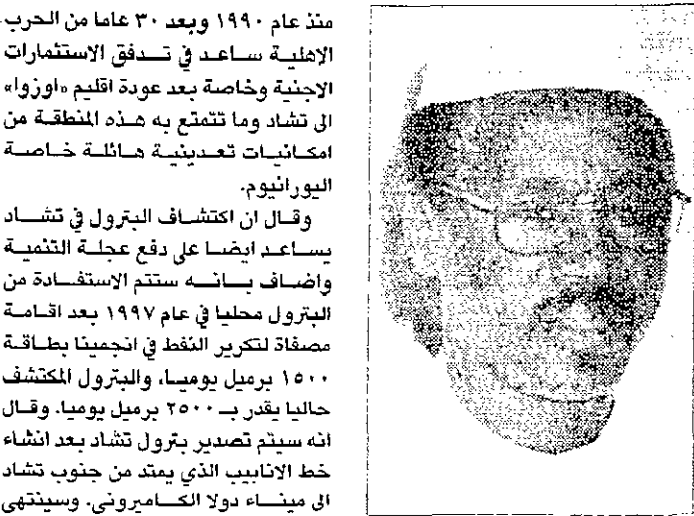 منذ عام ١٩٩٠ وبعد ٣٠ عاما من الحرب
الاهلية ساعد في تدفق الاستثمارات
الاجنية وخاصة بعد عودة اقليم «اوزوا»
الى تشاد وما تتمتع به هذه المنطقة من
امكانيات تعدينية هائلة خاصة
اليورانيوم.
وقال ان اكتشاف البترول في تشاد
يساعد ايضا على دفع عجلة التنمية
واضاف بانه ستتم الاستفادة من
البترول محليا في عام ١٩٩٧ بعد اقامة
مصفاة لتكرير النفط في انجمينا بطاقة
١٥٠٠ برميل يوميا، والبترول المكتشف
حاليا يقدر بـ ٢٥٠٠ برميل يوميا. وقال
انه سيتم تصدير بترول تشاد بعد انشاء
خط الانابيب الذي يمتد من جنوب تشاد
الى ميناء دولا الكاميروني. وسينتهي